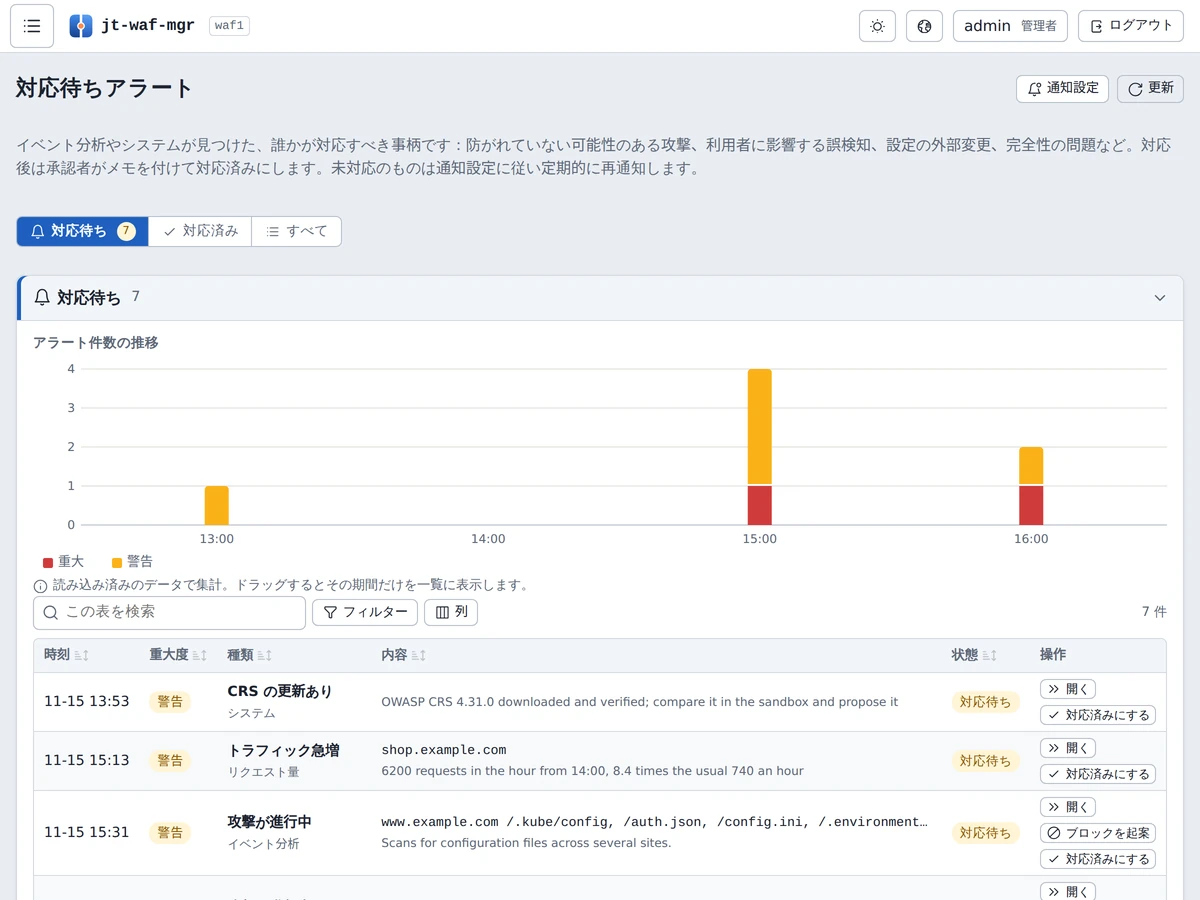 jt-waf-mgr waf1 admin 管理者 ログアウト
対応待ちアラート
通知設定 更新
イベント分析やシステムが見つけた、誰かが対応すべき事柄です：防がれていない可能性のある攻撃、利用者に影響する誤検知、設定の外部変更、完全性の問題など。対応
後は承認者がメモを付けて対応済みにします。未対応のものは通知設定に従い定期的に再通知します。
対応待ち 7 対応済み すべて
対応待ち 7
アラート件数の推移
4
3
2
1
0
13:00 14:00 15:00 16:00
重大 警告
読み込み済みのデータで集計。ドラッグするとその期間だけを一覧に表示します。
この表を検索 フィルター 列 7 件
時刻 重大度 種類 内容 状態 操作
11-15 13:53 警告 CRS の更新あり システム OWASP CRS 4.31.0 downloaded and verified; compare it in the sandbox and propose it 対応待ち 開く 対応済みにする
11-15 15:13 警告 トラフィック急増 リクエスト量 shop.example.com 6200 requests in the hour from 14:00, 8.4 times the usual 740 an hour 対応待ち 開く 対応済みにする
11-15 15:31 警告 攻撃が進行中 イベント分析 www.example.com /.kube/config, /auth.json, /config.ini, /.environment… Scans for configuration files across several sites. 対応待ち 開く ブロックを起案 対応済みにする
開く